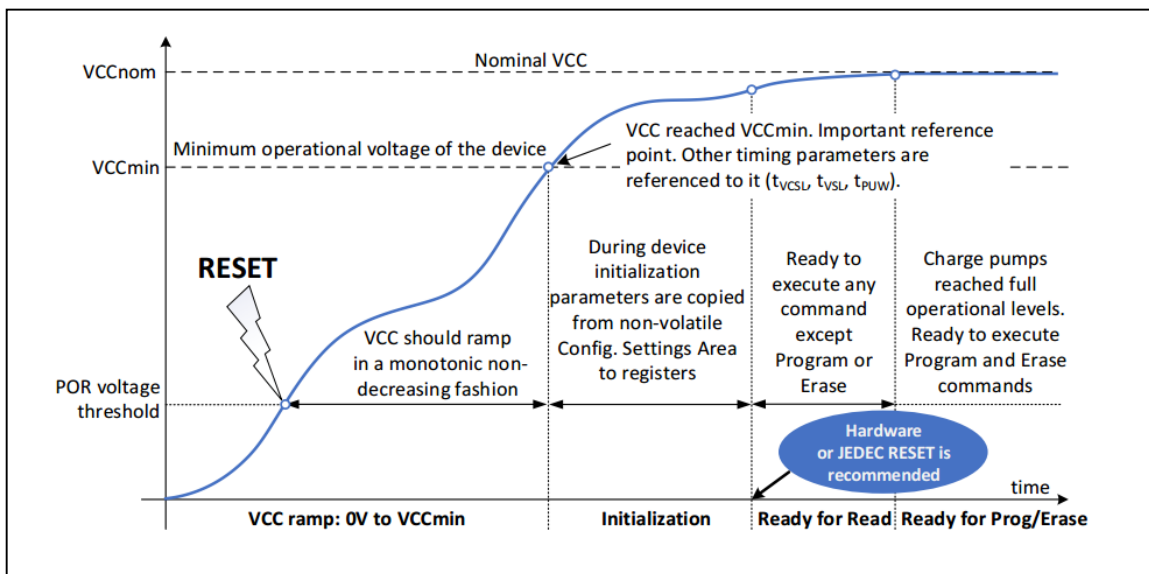 VCCnom
Nominal VCC
VCCmin
Minimum operational voltage of the device
VCC reached VCCmin. Important reference
point. Other timing parameters are
referenced to it (tVCSL, tVSL, tPUW).
RESET
POR voltage
threshold
VCC should ramp
in a monotonic non-
decreasing fashion
During device
initialization
parameters are copied
from non-volatile
Config. Settings Area
to registers
Ready to
execute any
command
except
Program or
Erase
Charge pumps
reached full
operational levels.
Ready to execute
Program and Erase
commands
Hardware
or JEDEC RESET is
recommended
time
VCC ramp: 0V to VCCmin
Initialization
Ready for Read
Ready for Prog/Erase